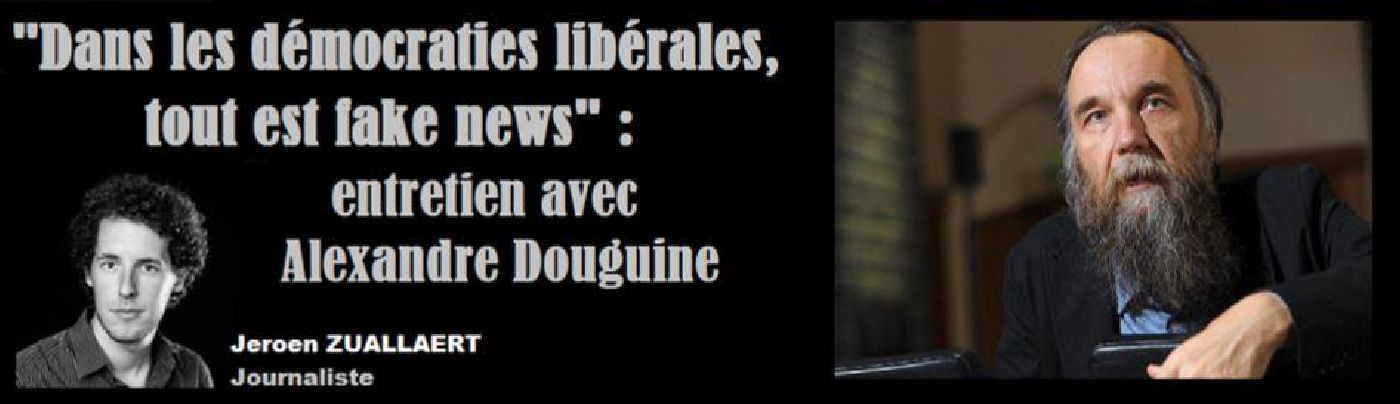 "Dans les démocraties libérales,
tout est fake news" :
entretien avec
Alexandre Douguine
Jeroen ZUALLAERT
Journaliste